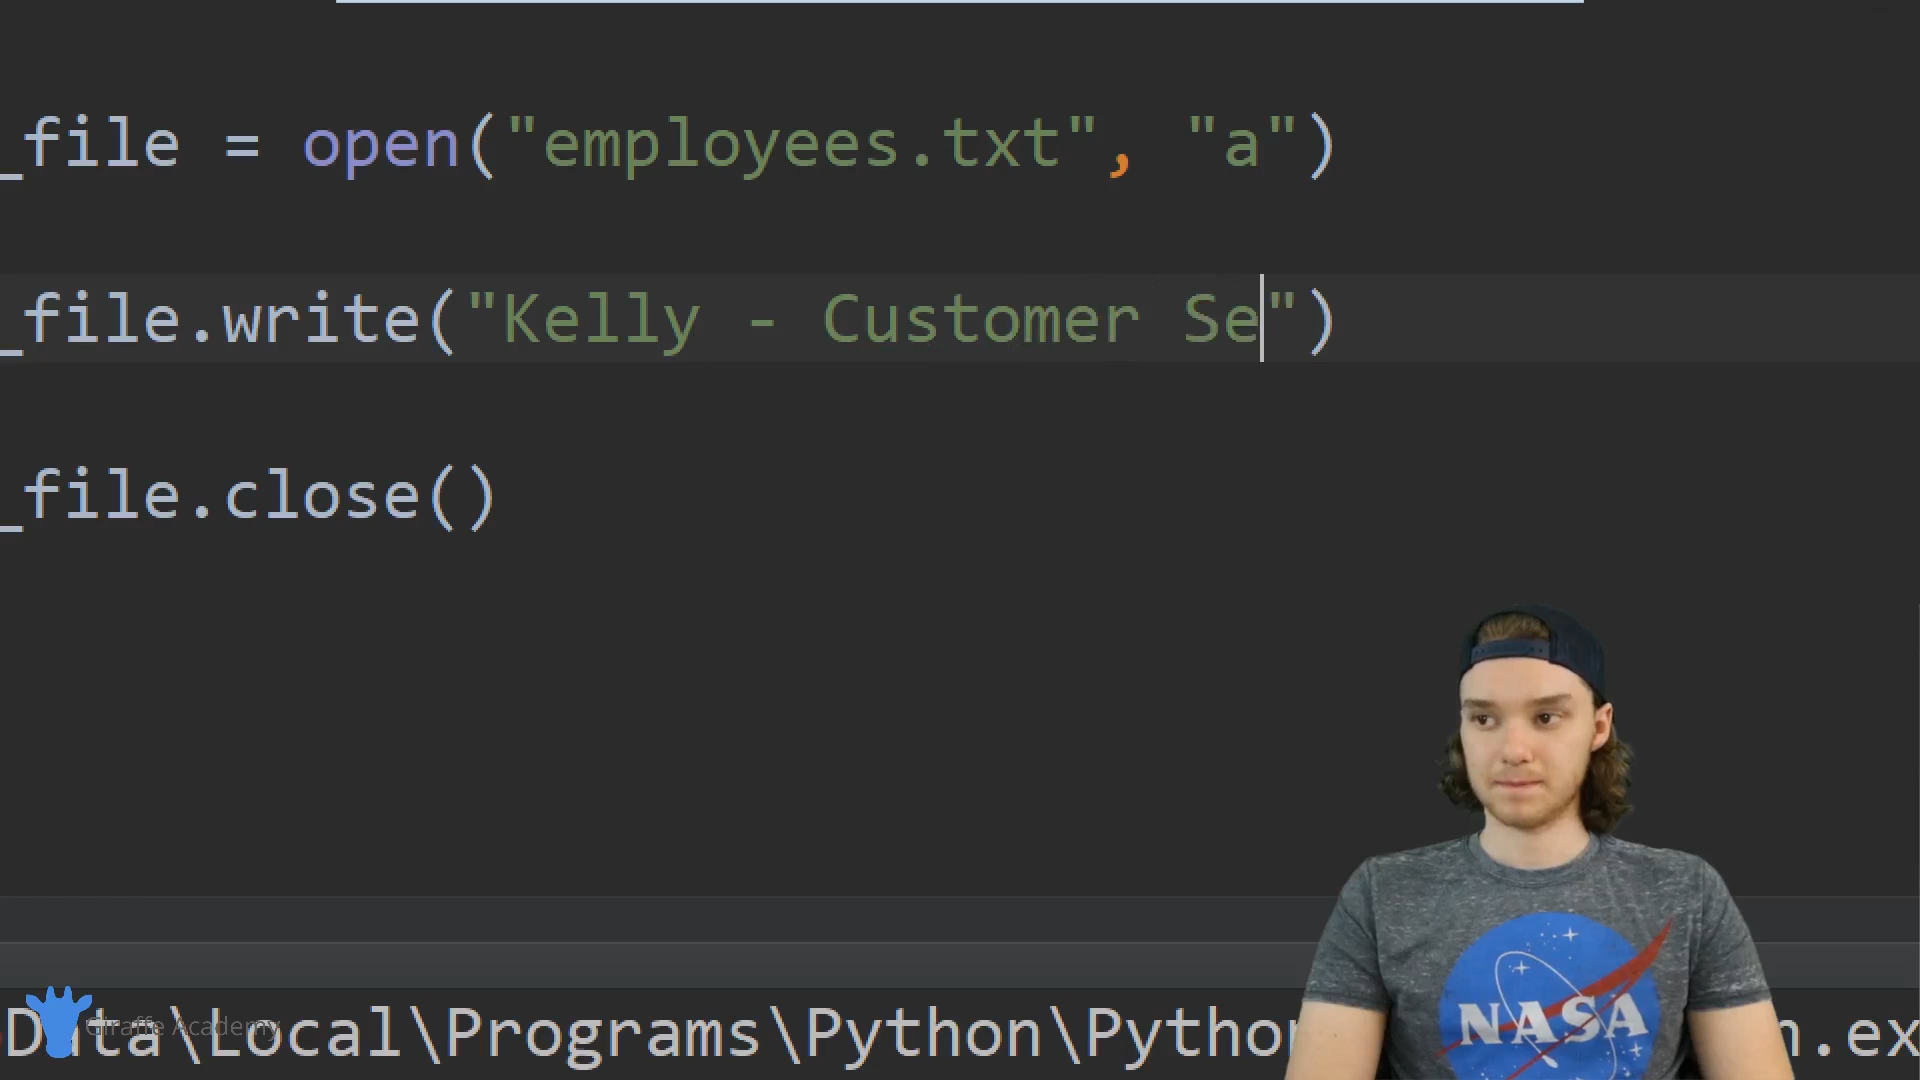 _file = open("employees.txt", "a")
_file.write("Kelly - Customer Se")
_file.close()
Data\Local\Programs\Python\Pytho n.ex
Giraffe Academy
NASA